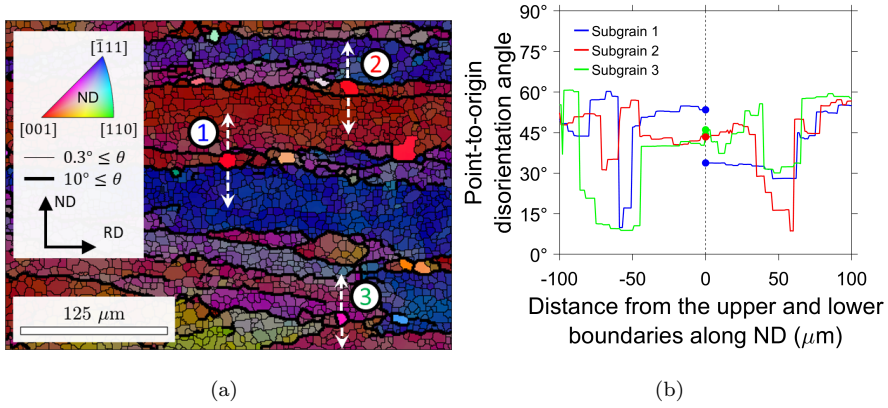 [1̄11]
ND
[001]
[110]
0.3° ≤ θ
10° ≤ θ
ND
RD
125 μm
1
2
3
(a)
Point-to-origin
disorientation angle
90°
75°
60°
45°
30°
15°
0°
Subgrain 1
Subgrain 2
Subgrain 3
-100
-50
0
50
100
Distance from the upper and lower
boundaries along ND (μm)
(b)